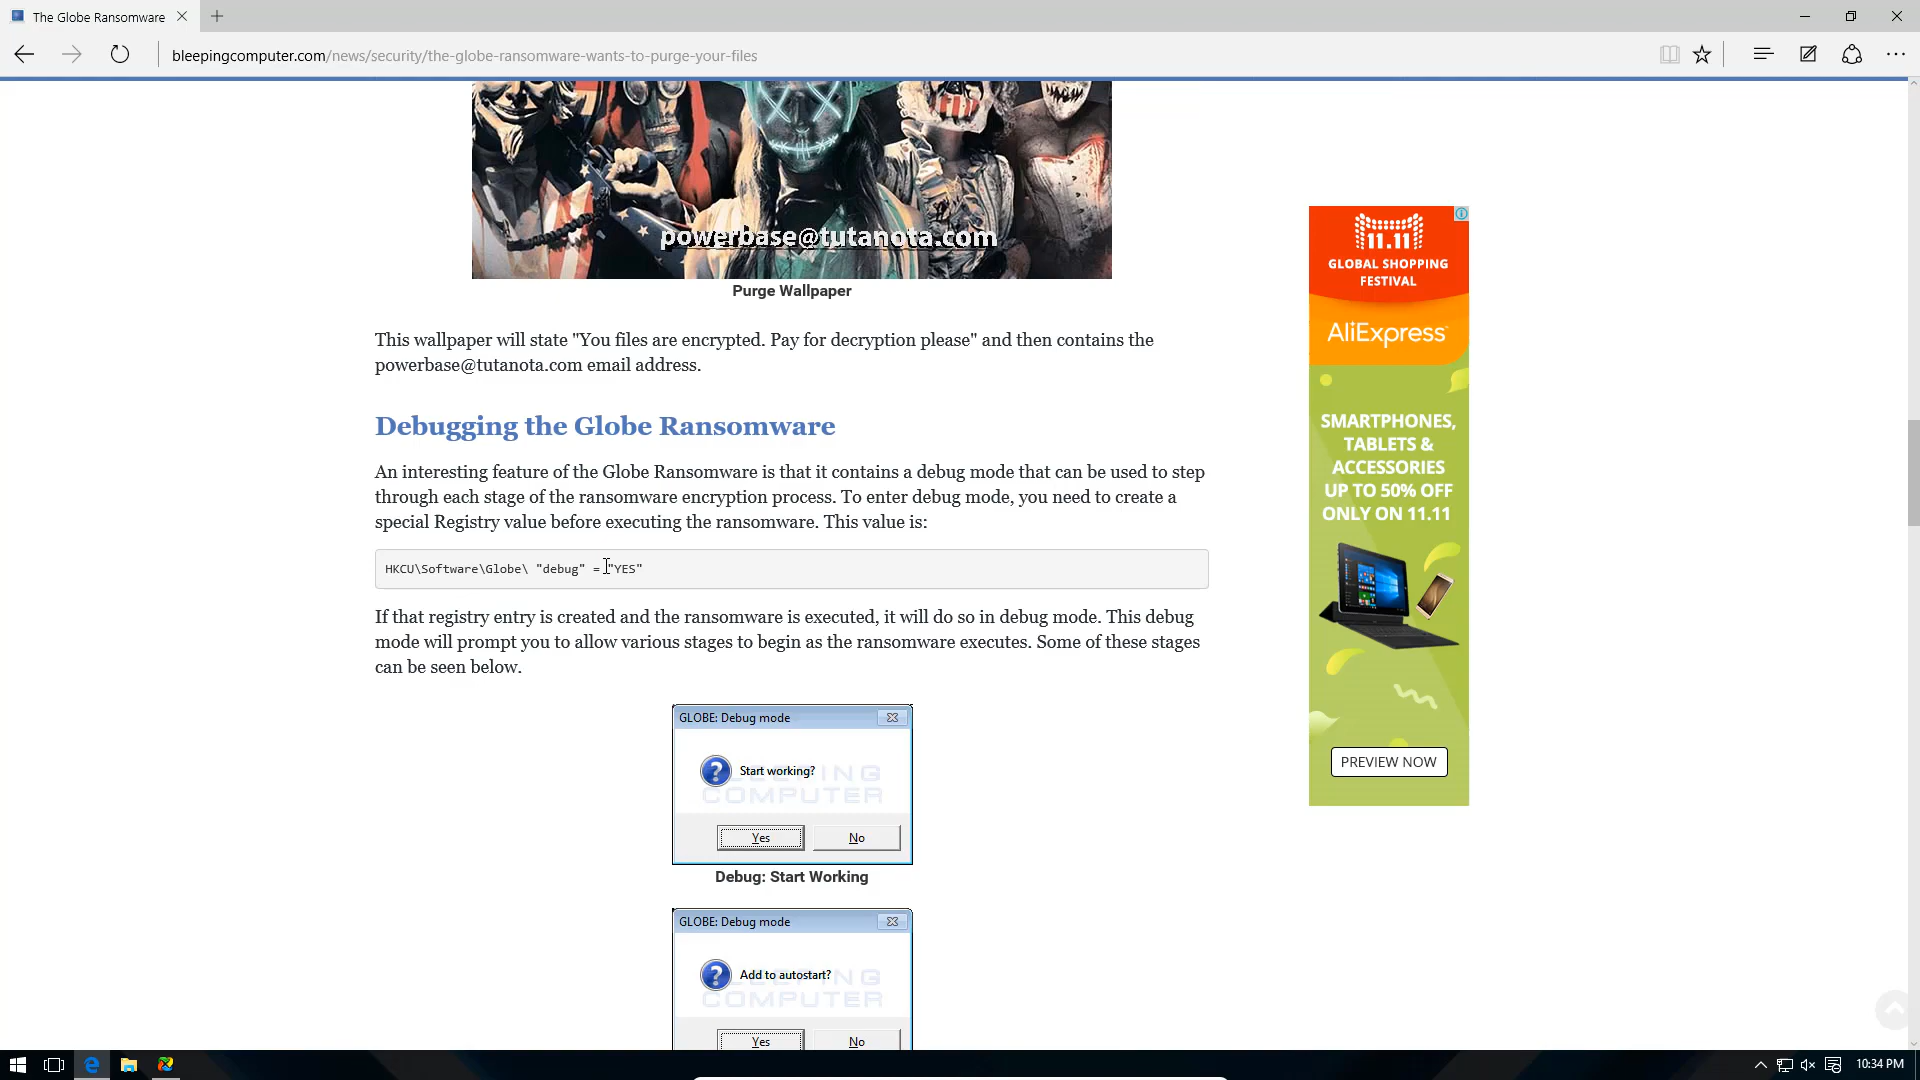 The Globe Ransomware
bleepingcomputer.com/news/security/the-globe-ransomware-wants-to-purge-your-files
powerbase@tutanota.com
Purge Wallpaper
This wallpaper will state "You files are encrypted. Pay for decryption please" and then contains the
powerbase@tutanota.com email address.
Debugging the Globe Ransomware
An interesting feature of the Globe Ransomware is that it contains a debug mode that can be used to step
through each stage of the ransomware encryption process. To enter debug mode, you need to create a
special Registry value before executing the ransomware. This value is:
HKCU\Software\Globe\ "debug" = "YES"
If that registry entry is created and the ransomware is executed, it will do so in debug mode. This debug
mode will prompt you to allow various stages to begin as the ransomware executes. Some of these stages
can be seen below.
GLOBE: Debug mode
Start working?
BLEEPING
COMPUTER
Yes
No
Debug: Start Working
GLOBE: Debug mode
Add to autostart?
BLEEPING
COMPUTER
Yes
No
11.11
GLOBAL SHOPPING
FESTIVAL
AliExpress
SMARTPHONES,
TABLETS &
ACCESSORIES
UP TO 50% OFF
ONLY ON 11.11
PREVIEW NOW
10:34 PM